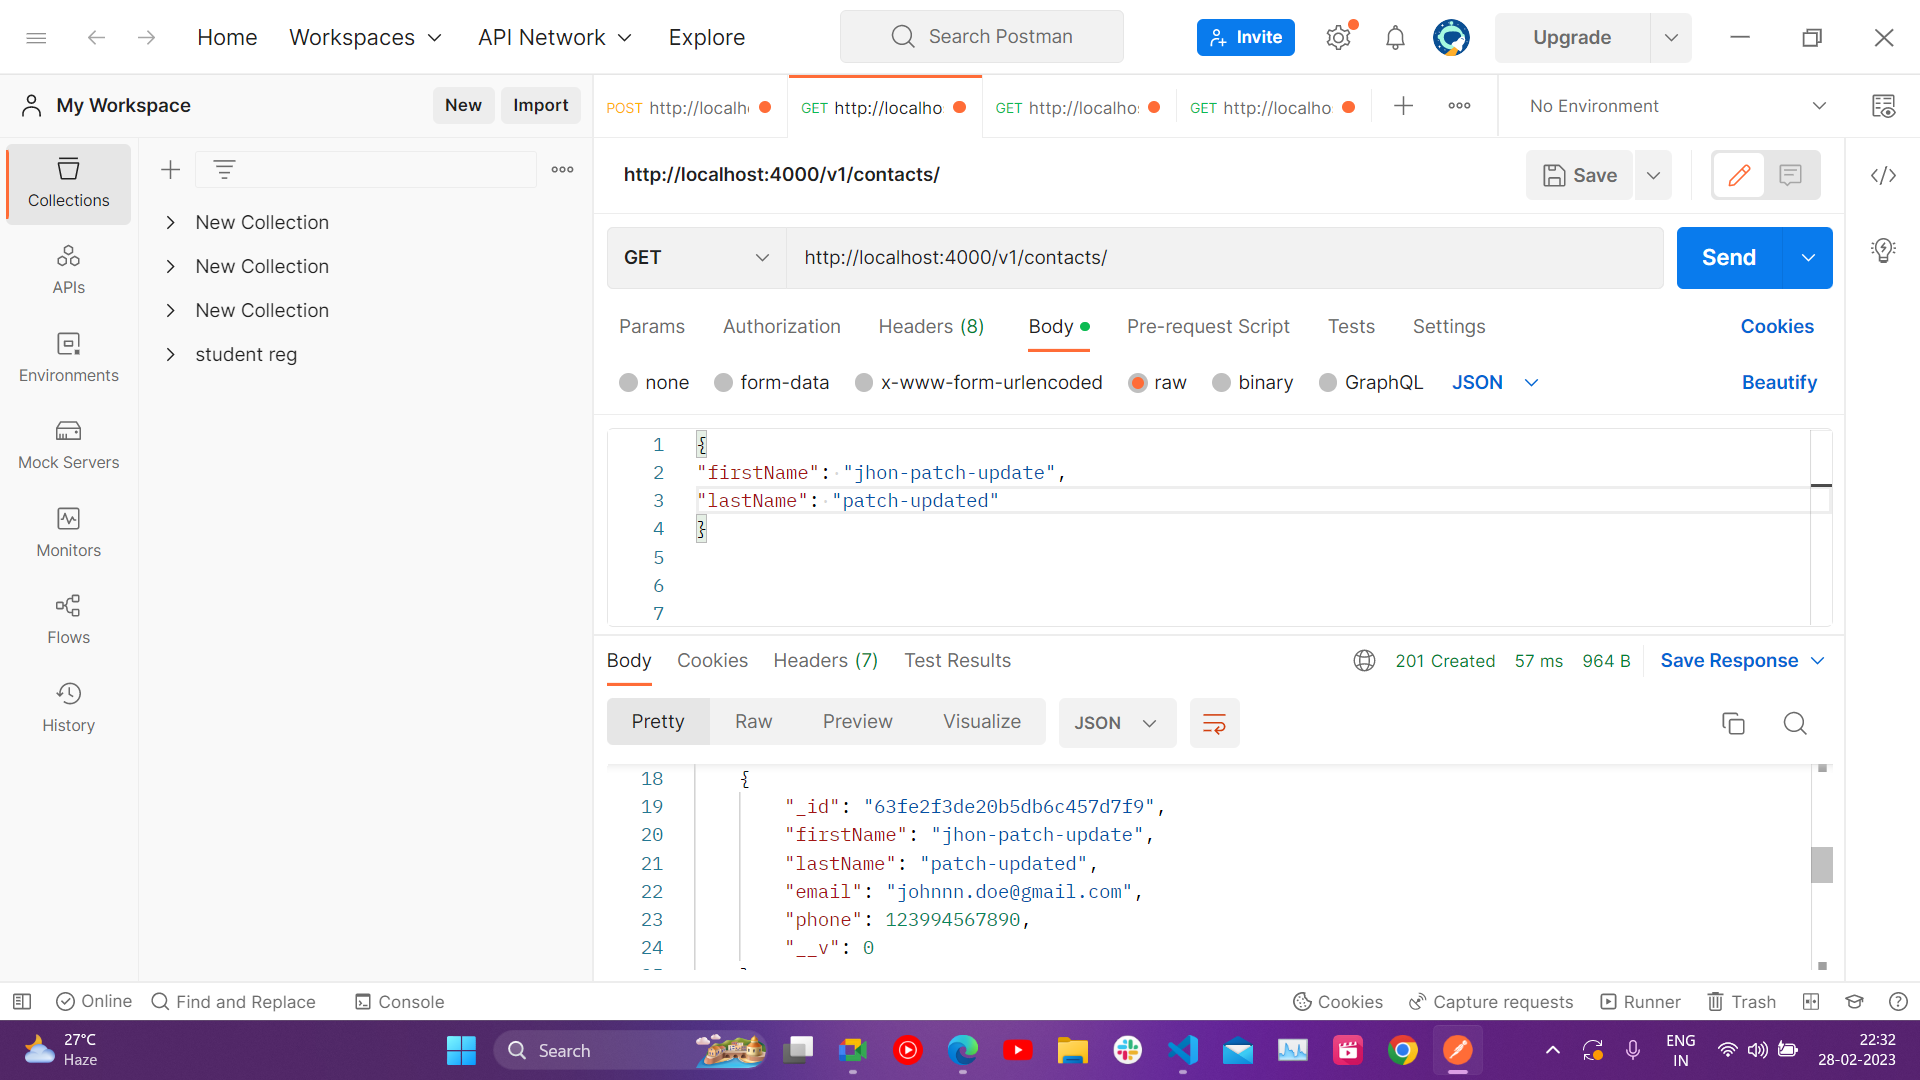 Home
Workspaces
API Network
Explore
Search Postman
Invite
Upgrade
My Workspace
New
Import
POST http://localh
GET http://localho
GET http://localho
GET http://localho
No Environment
Collections
APIs
Environments
Mock Servers
Monitors
Flows
History
New Collection
New Collection
New Collection
student reg
http://localhost:4000/v1/contacts/
Save
GET
http://localhost:4000/v1/contacts/
Send
Params
Authorization
Headers (8)
Body
Pre-request Script
Tests
Settings
Cookies
none
form-data
x-www-form-urlencoded
raw
binary
GraphQL
JSON
Beautify
1 {
2 "firstName": "jhon-patch-update",
3 "lastName": "patch-updated"
4 }
5
6
7
Body
Cookies
Headers (7)
Test Results
201 Created
57 ms
964 B
Save Response
Pretty
Raw
Preview
Visualize
JSON
18 {
19 "_id": "63fe2f3de20b5db6c457d7f9",
20 "firstName": "jhon-patch-update",
21 "lastName": "patch-updated",
22 "email": "johnnn.doe@gmail.com",
23 "phone": 123994567890,
24 "__v": 0
Online
Find and Replace
Console
Cookies
Capture requests
Runner
Trash
27°C
Haze
Search
ENG
IN
22:32
28-02-2023